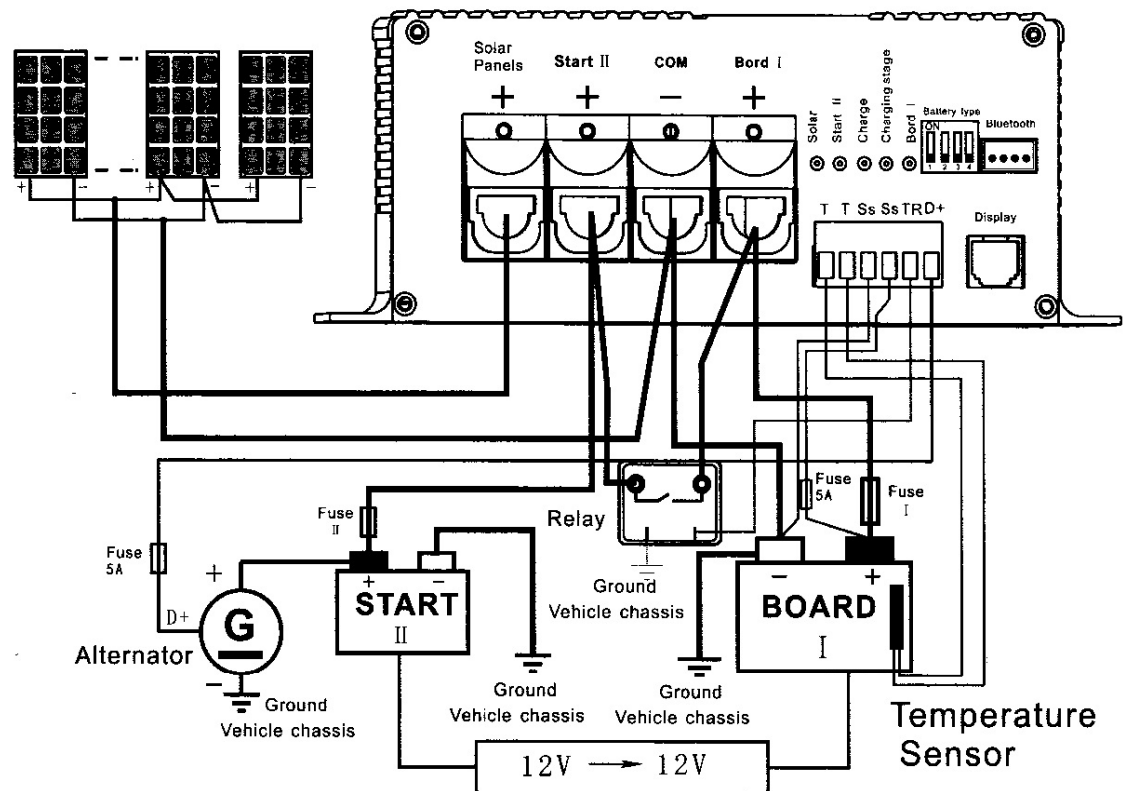 Solar
Panels
Start II
COM
Bord I
+
+
−
+
Solar
Start II
Charge
Charging stage
Bord I
Battery Type
ON
1 2 3 4
Bluetooth
+ −
+ −
+ −
T T Ss Ss TR D+
Display
Fuse
II
Relay
Fuse
5A
Fuse
I
Fuse
5A
+
D+
G
Alternator
−
Ground
Vehicle chassis
+ −
START
II
Ground
Vehicle chassis
Ground
Vehicle chassis
− +
BOARD
I
Ground
Vehicle chassis
Temperature
Sensor
12V → 12V